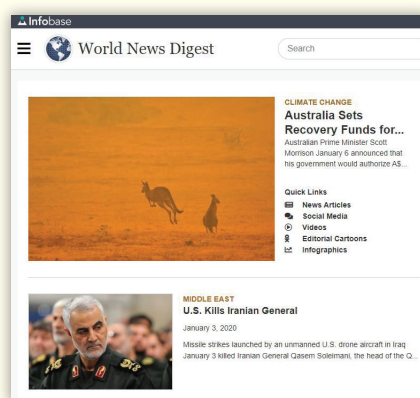 Infobase
World News Digest
Search
CLIMATE CHANGE
Australia Sets
Recovery Funds for...
Australian Prime Minister Scott
Morrison January 6 announced that
his government would authorize A$...
Quick Links
News Articles
Social Media
Videos
Editorial Cartoons
Infographics
MIDDLE EAST
U.S. Kills Iranian General
January 3, 2020
Missile strikes launched by an unmanned U.S. drone aircraft in Iraq
January 3 killed Iranian General Qasem Soleimani, the head of the Q...